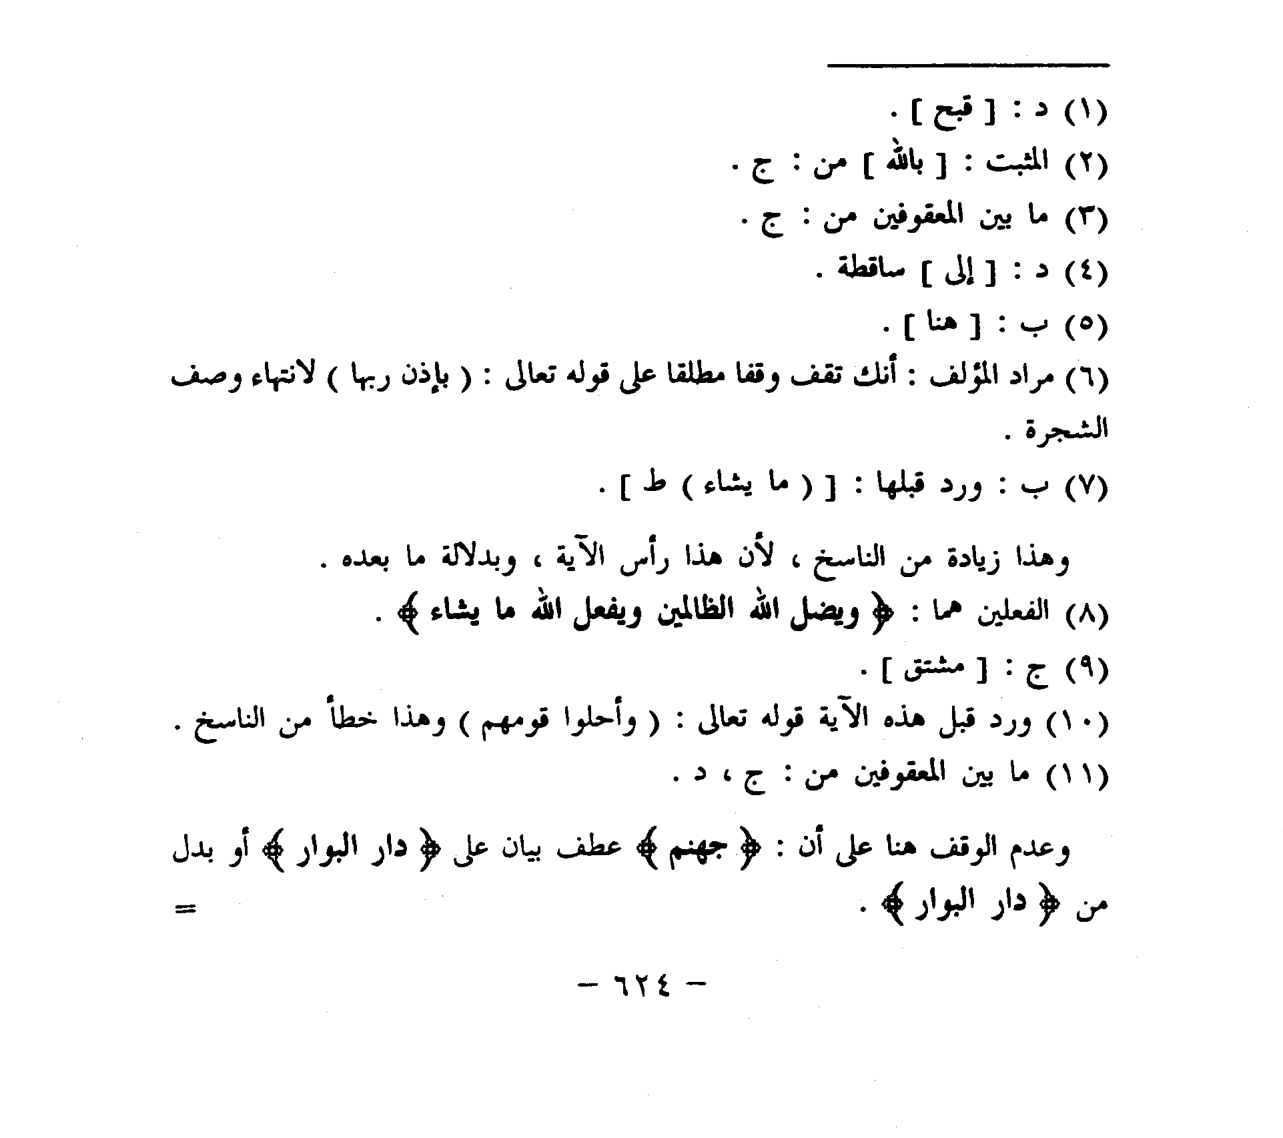 (١) د : [ قبح ] .
(٢) المثبت : [ بالله ] من : ج .
(٣) ما بين المعقوفين من : ج .
(٤) د : [ إلى ] ساقطة .
(٥) ب : [ هنا ] .
(٦) مراد المؤلف : أنك تقف وقفا مطلقا على قوله تعالى : ( بإذن ربها ) لانتهاء وصف
الشجرة .
(٧) ب : ورد قبلها : [ ( ما يشاء ) ط ] .
وهذا زيادة من الناسخ ، لأن هذا رأس الآية ، وبدلالة ما بعده .
(٨) الفعلين هما : ﴿ ويضل الله الظالمين ويفعل الله ما يشاء ﴾ .
(٩) ج : [ مشتق ] .
(١٠) ورد قبل هذه الآية قوله تعالى : ( وأحلوا قومهم ) وهذا خطأ من الناسخ .
(١١) ما بين المعقوفين من : ج ، د .
وعدم الوقف هنا على أن : ﴿ جهنم ﴾ عطف بيان على ﴿ دار البوار ﴾ أو بدل
من ﴿ دار البوار ﴾ . =
– ٦٢٤ –